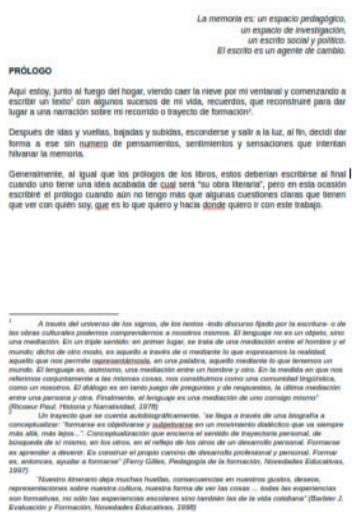 La memoria es: un espacio pedagógico,
un espacio de investigación,
un escrito social y político.
El escrito es un agente de cambio.
PRÓLOGO
Aquí estoy, junto al fuego del hogar, viendo caer la nieve por mi ventanal y comenzando a
escribir un texto¹ con algunos sucesos de mi vida, recuerdos, que reconstruiré para dar
lugar a una narración sobre mi recorrido o trayecto de formación².
Después de idas y vueltas, bajadas y subidas, esconderse y salir a la luz, al fin, decidí dar
forma a ese sin numero de pensamientos, sentimientos y sensaciones que intentan
hilvanar la memoria.
Generalmente, al igual que los prólogos de los libros, estos deberían escribirse al final
cuando uno tiene una idea acabada de cual será “su obra literaria”, pero en esta ocasión
escribiré el prólogo cuando aún no tengo más que algunas cuestiones claras que tienen
que ver con quién soy, que es lo que quiero y hacia donde quiero ir con este trabajo.
1 A través del universo de los signos, de los textos -todo discurso fijado por la escritura- o de
las obras culturales podemos comprendernos a nosotros mismos. El lenguaje no es un objeto, sino
una mediación. En un triple sentido: en primer lugar, se trata de una mediación entre el hombre y el
mundo; dicho de otro modo, es aquello a través de o mediante lo que expresamos la realidad,
aquello que nos permite representárnosla, en una palabra, aquello mediante lo que tenemos un
mundo. El lenguaje es, asimismo, una mediación entre un hombre y otro. En la medida en que nos
referimos conjuntamente a las mismas cosas, nos constituimos como una comunidad lingüística,
como un nosotros. El diálogo es en tanto juego de preguntas y respuestas, la última mediación
entre una persona y otra. Finalmente, el lenguaje es una mediación de uno consigo mismo”
(Ricoeur Paul, Historia y Narratividad, 1978)
2 Un trayecto que se cuenta autobiográficamente, “se llega a través de una biografía a
conceptualizar: “formarse es objetivarse y subjetivarse en un movimiento dialéctico que va siempre
más allá, más lejos...”. Conceptualización que encierra el sentido de trayectoria personal, de
búsqueda de sí mismo, en los otros, en el reflejo de los otros de un desarrollo personal. Formarse
es aprender a devenir. Es construir el propio camino de desarrollo profesional y personal. Formar
es, entonces, ayudar a formarse” (Ferry Gilles, Pedagogía de la formación, Novedades Educativas,
1997)
“Nuestro itinerario deja muchas huellas, consecuencias en nuestros gustos, deseos,
representaciones sobre nuestra cultura, nuestra forma de ver las cosas ... todas las experiencias
son formativas, no sólo las experiencias escolares sino también las de la vida cotidiana” (Barbier J,
Evaluación y Formación, Novedades Educativas, 1998)